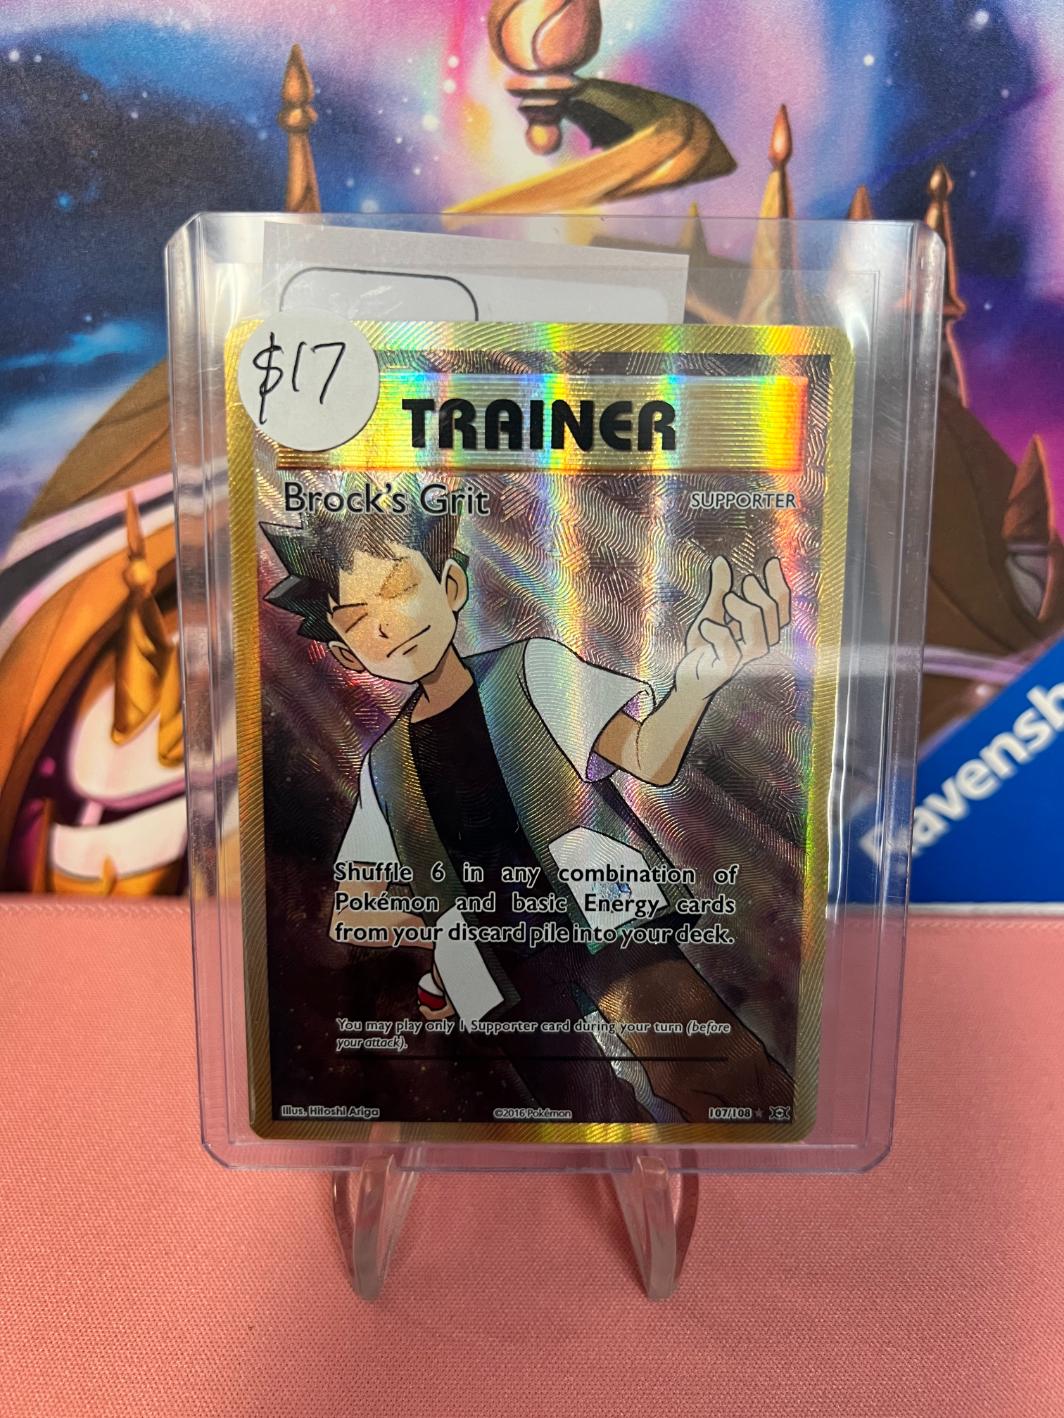 $17
TRAINER
Brock's Grit
SUPPORTER
Shuffle 6 in any combination of
Pokémon and basic Energy cards
from your discard pile into your deck.
You may play only 1 Supporter card during your turn (before
your attack).
Illus. Hitoshi Ariga
©2016 Pokémon
107/108
Ravensb